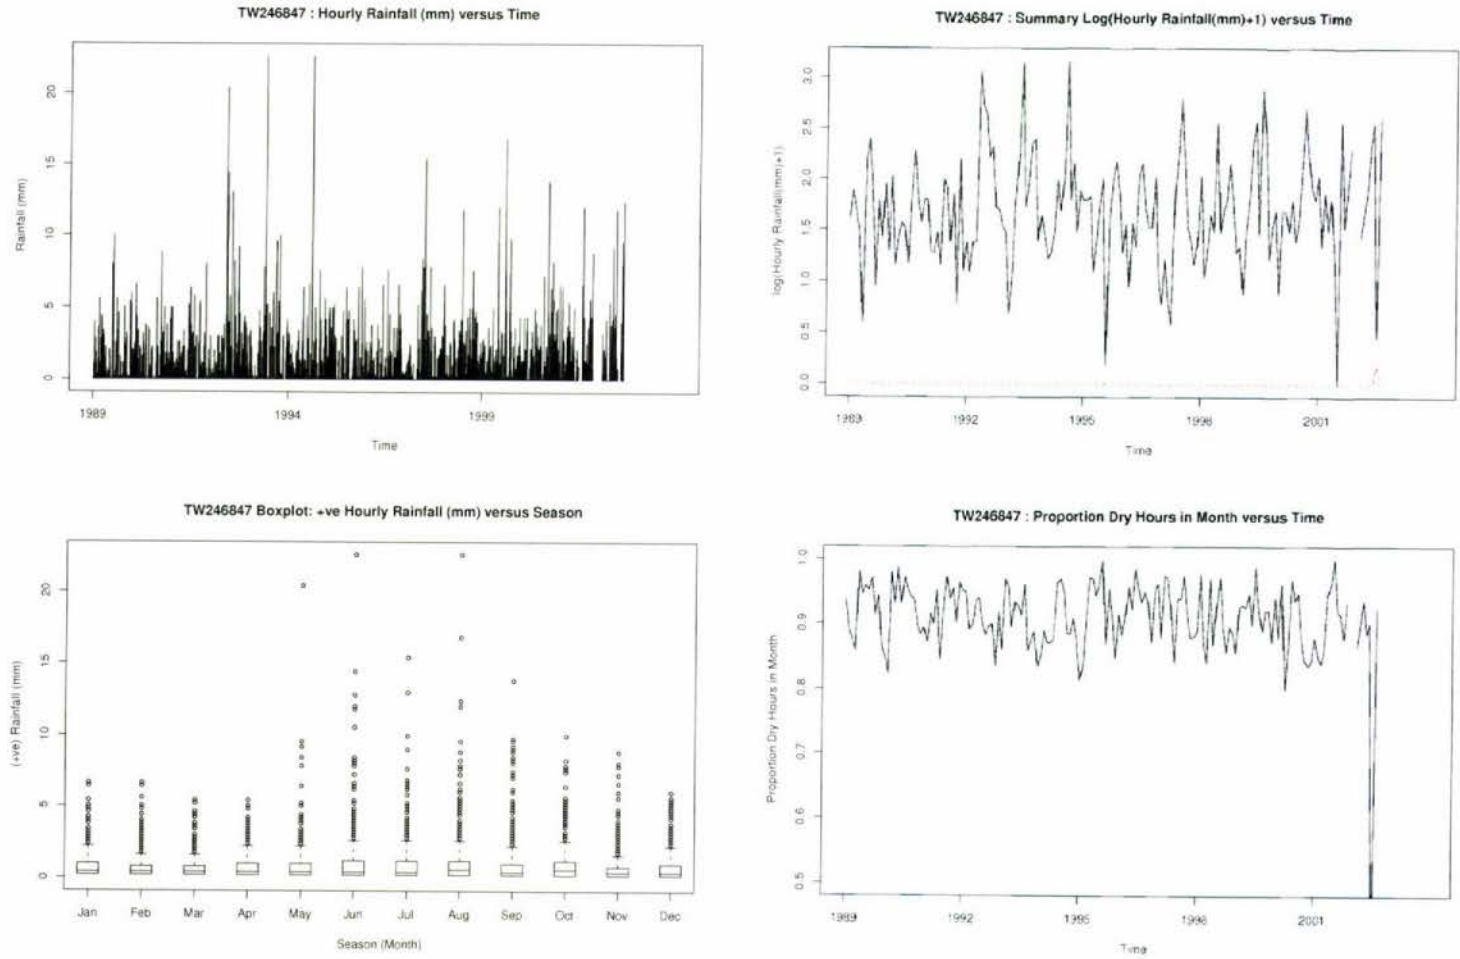 TW246847 : Hourly Rainfall (mm) versus Time
Rainfall (mm)
20
15
10
5
0
1989
1994
1999
Time
TW246847 : Summary Log(Hourly Rainfall(mm)+1) versus Time
log(Hourly Rainfall(mm)+1)
3.0
2.5
2.0
1.5
1.0
0.5
0.0
1989
1992
1995
1998
2001
Time
TW246847 Boxplot: +ve Hourly Rainfall (mm) versus Season
(+ve) Rainfall (mm)
20
15
10
5
0
Jan
Feb
Mar
Apr
May
Jun
Jul
Aug
Sep
Oct
Nov
Dec
Season (Month)
TW246847 : Proportion Dry Hours in Month versus Time
Proportion Dry Hours in Month
1.0
0.9
0.8
0.7
0.6
0.5
1989
1992
1995
1998
2001
Time